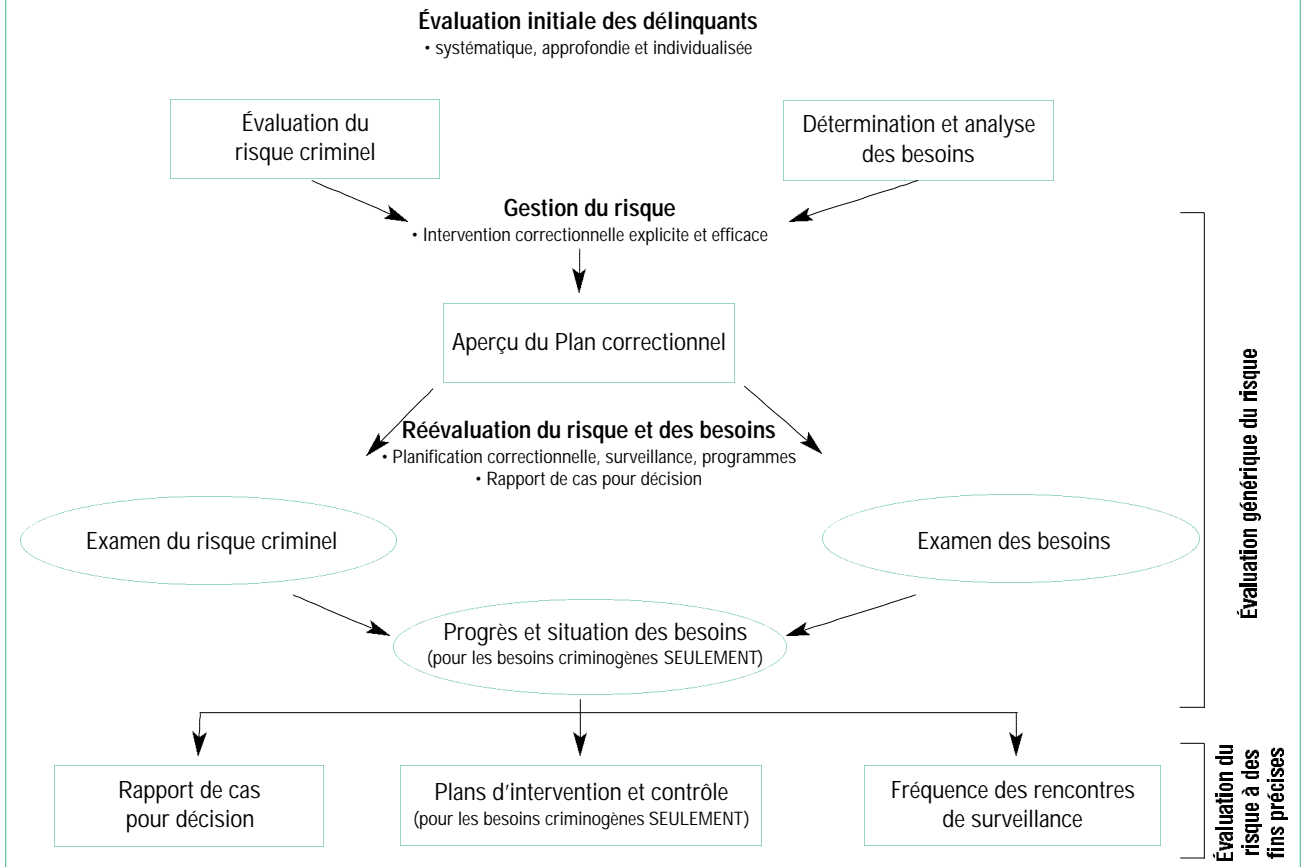 Évaluation initiale des délinquants
• systématique, approfondie et individualisée
Évaluation du
risque criminel
Détermination et analyse
des besoins
Gestion du risque
• Intervention correctionnelle explicite et efficace
Aperçu du Plan correctionnel
Réévaluation du risque et des besoins
• Planification correctionnelle, surveillance, programmes
• Rapport de cas pour décision
Examen du risque criminel
Examen des besoins
Progrès et situation des besoins
(pour les besoins criminogènes SEULEMENT)
Évaluation générique du risque
Rapport de cas
pour décision
Plans d'intervention et contrôle
(pour les besoins criminogènes SEULEMENT)
Fréquence des rencontres
de surveillance
Évaluation du
risque à des
fins précises